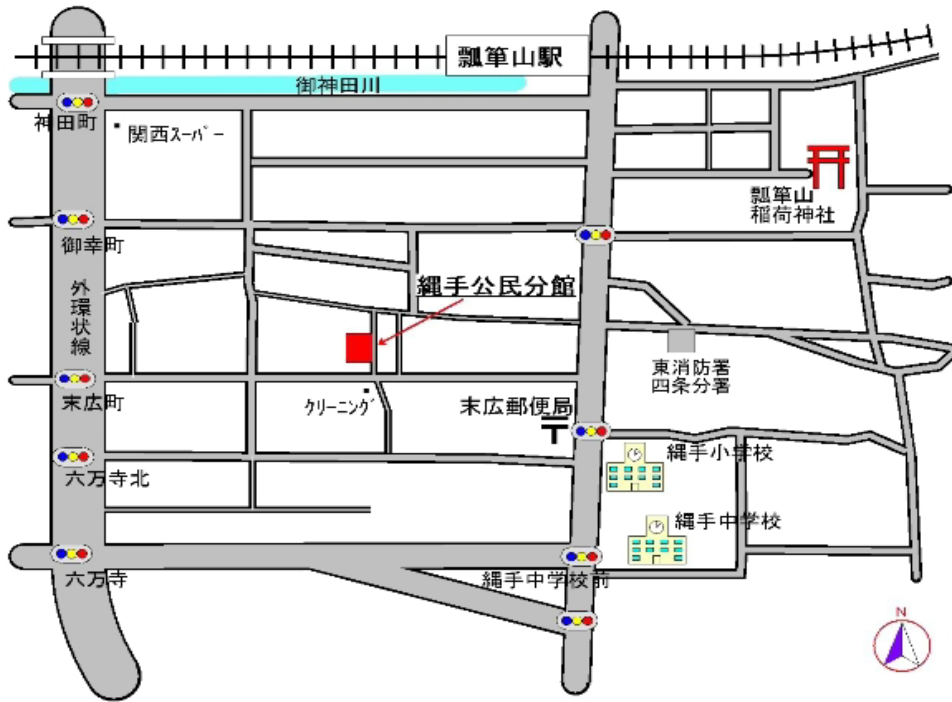 瓢箪山駅
御神田川
神田町
関西スーパー
瓢箪山
稲荷神社
御幸町
外環状線
縄手公民分館
東消防署
四条分署
末広町
クリーニング
末広郵便局
〒
縄手小学校
六万寺北
縄手中学校
六万寺
縄手中学校前
N